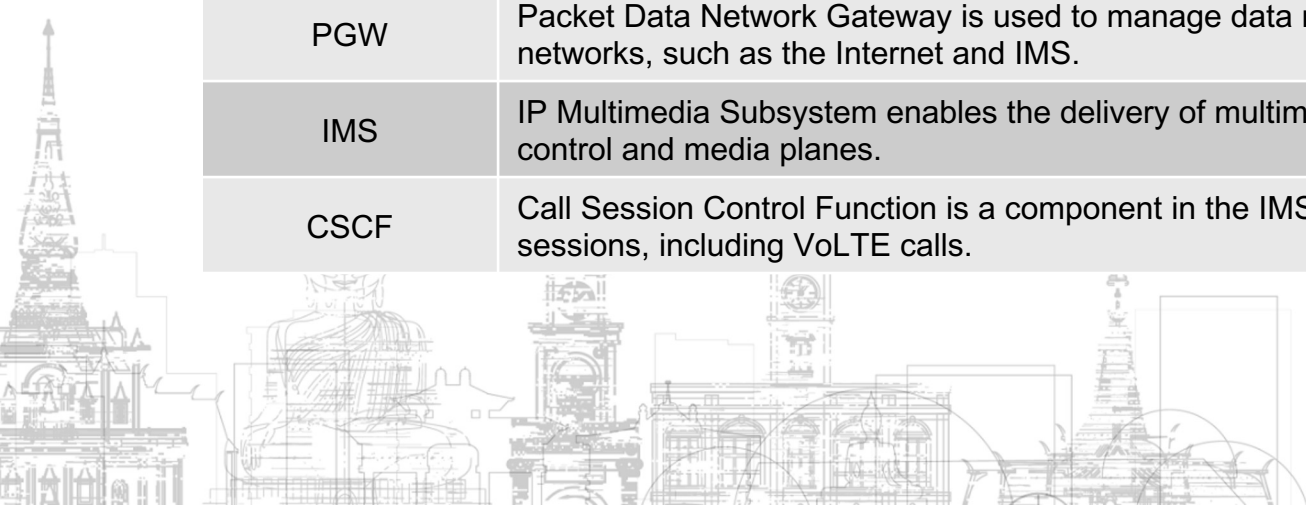 PGW
Packet Data Network Gateway is used to manage data
networks, such as the Internet and IMS.
IMS
IP Multimedia Subsystem enables the delivery of
control and media planes.
CSCF
Call Session Control Function is a component in the IMS
sessions, including VoLTE calls.